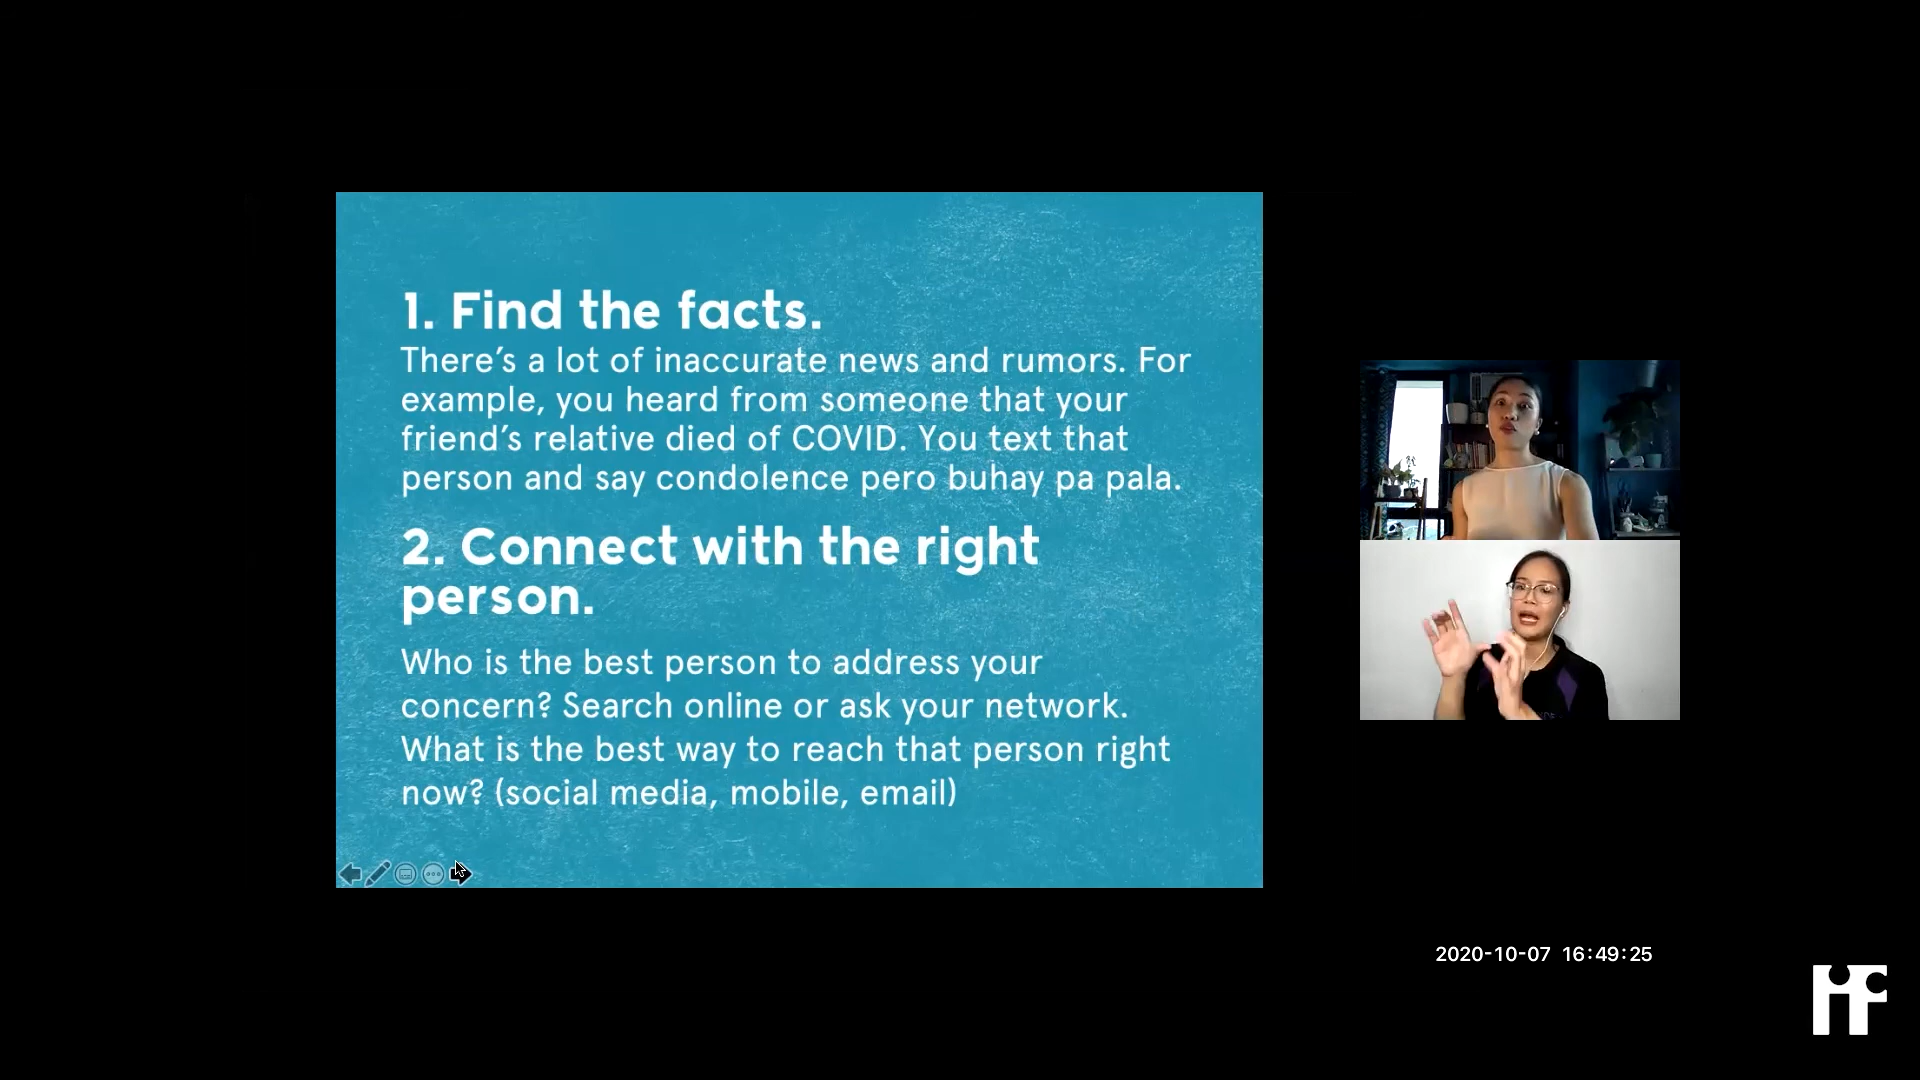 1. Find the facts.
There’s a lot of inaccurate news and rumors. For
example, you heard from someone that your
friend’s relative died of COVID. You text that
person and say condolence pero buhay pa pala.
2. Connect with the right
person.
Who is the best person to address your
concern? Search online or ask your network.
What is the best way to reach that person right
now? (social media, mobile, email)
2020-10-07 16:49:25